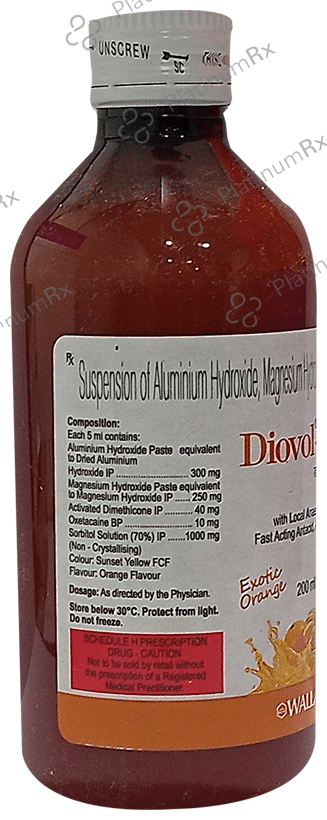 UNSCREW
SC
PlatinumRx
Rx
Suspension of Aluminium Hydroxide, Magnesium
Composition:
Each 5 ml contains:
Aluminium Hydroxide Paste equivalent
to Dried Aluminium
Hydroxide IP .......................... 300 mg
Magnesium Hydroxide Paste equivalent
to Magnesium Hydroxide IP ...... 250 mg
Activated Dimethicone IP .......... 40 mg
Oxetacaine BP .......................... 10 mg
Sorbitol Solution (70%) IP .....1000 mg
(Non - Crystallising)
Colour: Sunset Yellow FCF
Flavour: Orange Flavour
Dosage: As directed by the Physician.
Store below 30°C. Protect from light.
Do not freeze.
SCHEDULE H PRESCRIPTION
DRUG - CAUTION
Not to be sold by retail without
the prescription of a Registered
Medical Practitioner.
Diovol
with Local
Fast Acting Antacid,
Exotic
Orange
200 ml